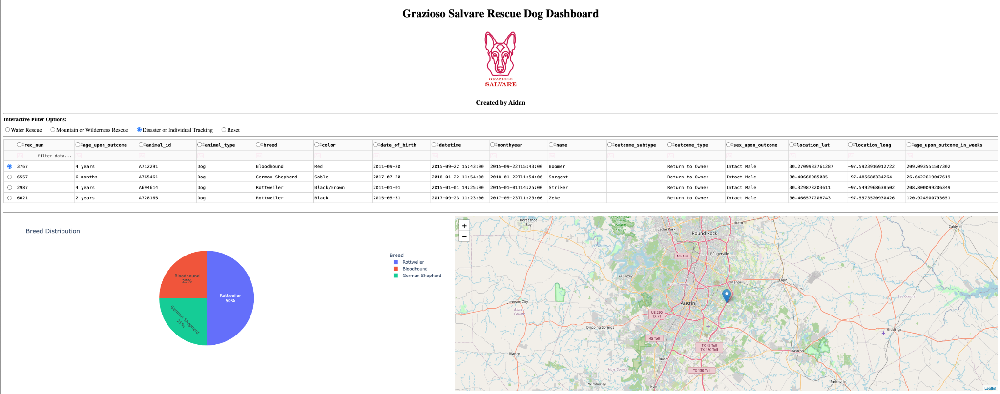 Grazioso Salvare Rescue Dog Dashboard
GRAZIOSO
SALVARE
Created by Aidan
Interactive Filter Options:
Water Rescue Mountain or Wilderness Rescue Disaster or Individual Tracking Reset
rec_num age_upon_outcome animal_id animal_type breed color date_of_birth datetime monthyear name outcome_subtype outcome_type sex_upon_outcome location_lat location_long age_upon_outcome_in_weeks
filter data...
3767 4 years A712291 Dog Bloodhound Red 2011-09-20 2015-09-22 15:43:00 2015-09-22T15:43:00 Boomer Return to Owner Intact Male 30.2709983761287 -97.5923916912722 209.093551587302
6557 6 months A765461 Dog German Shepherd Sable 2017-07-20 2018-01-22 11:54:00 2018-01-22T11:54:00 Sargent Return to Owner Intact Male 30.40668985085 -97.485680334264 26.6422619047619
2987 4 years A694614 Dog Rottweiler Black/Brown 2011-01-01 2015-01-01 14:25:00 2015-01-01T14:25:00 Striker Return to Owner Intact Male 30.329873203611 -97.5492968638502 208.800099206349
6021 2 years A728165 Dog Rottweiler Black 2015-05-31 2017-09-23 11:23:00 2017-09-23T11:23:00 Zeke Return to Owner Intact Male 30.466577208743 -97.5573520930426 120.924900793651
Breed Distribution
Bloodhound
25%
Rottweiler
50%
German Shepherd
25%
Breed
Rottweiler
Bloodhound
German Shepherd
+
−
Horseshoe
Bay
National
Wildlife
Refuge
Cedar Park
Hutto
Caldwell
Round Rock
Lake Travis
US 183
Pflugerville
Lakeway
Travis County
Manor
Elgin
Lee County
Johnson City
Austin
Blanco
County
US 290
TX 71
Dripping Springs
Giddings
45 Toll
TX 45 Toll
TX 130 Toll
Bastrop
Blanco
Buda
Hays County
TX 130 Toll
Smithville
Wimberley
Kyle
Leaflet